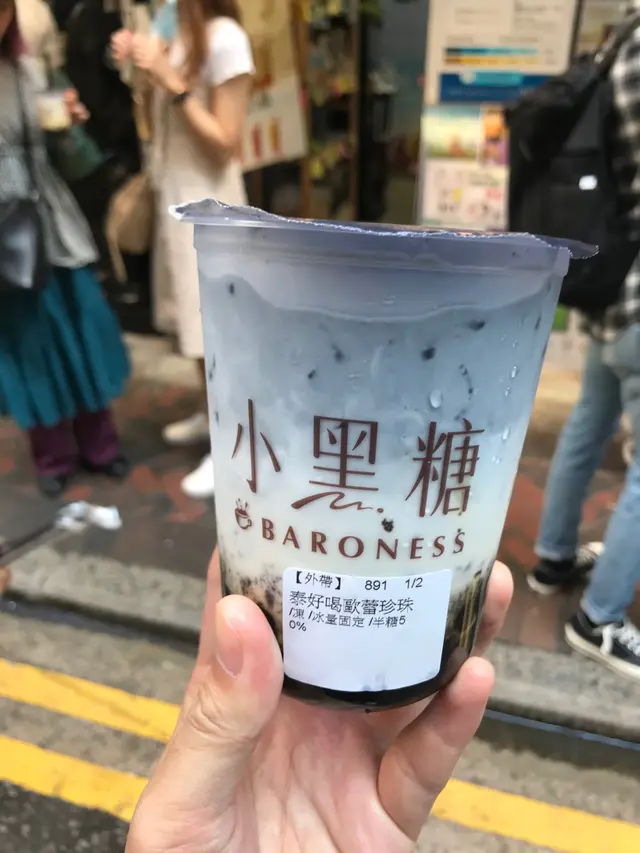 小黑糖
BARONESS
【外帶】 891 1/2
泰好喝歐蕾珍珠
/凍 /冰量固定 /半糖5
0%